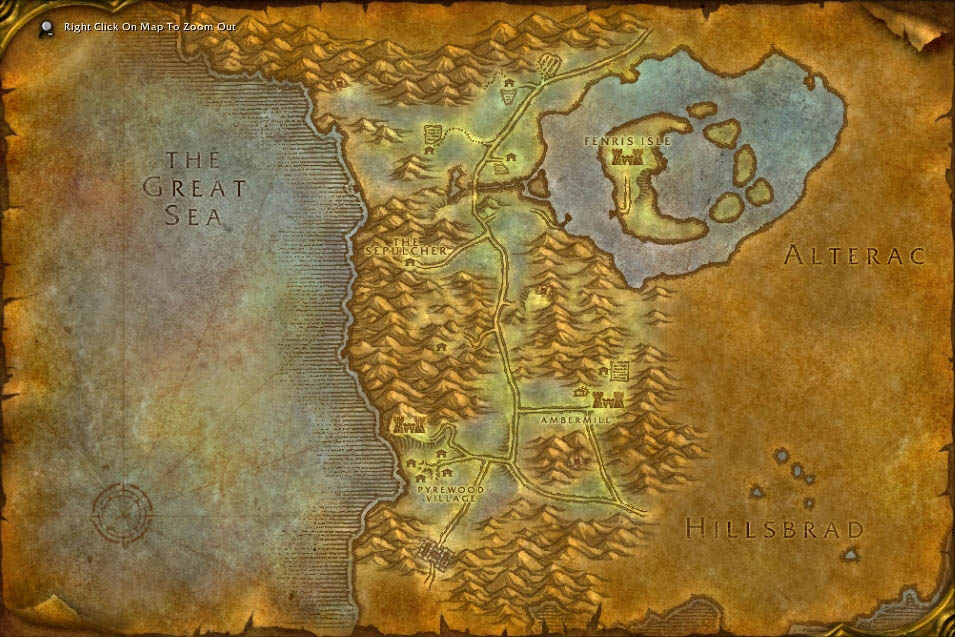 Right Click On Map To Zoom Out
THE
GREAT
SEA
FENRIS ISLE
THE
SEPULCHER
ALTERAC
AMBERMILL
PYREWOOD
VILLAGE
HILLSBRAD